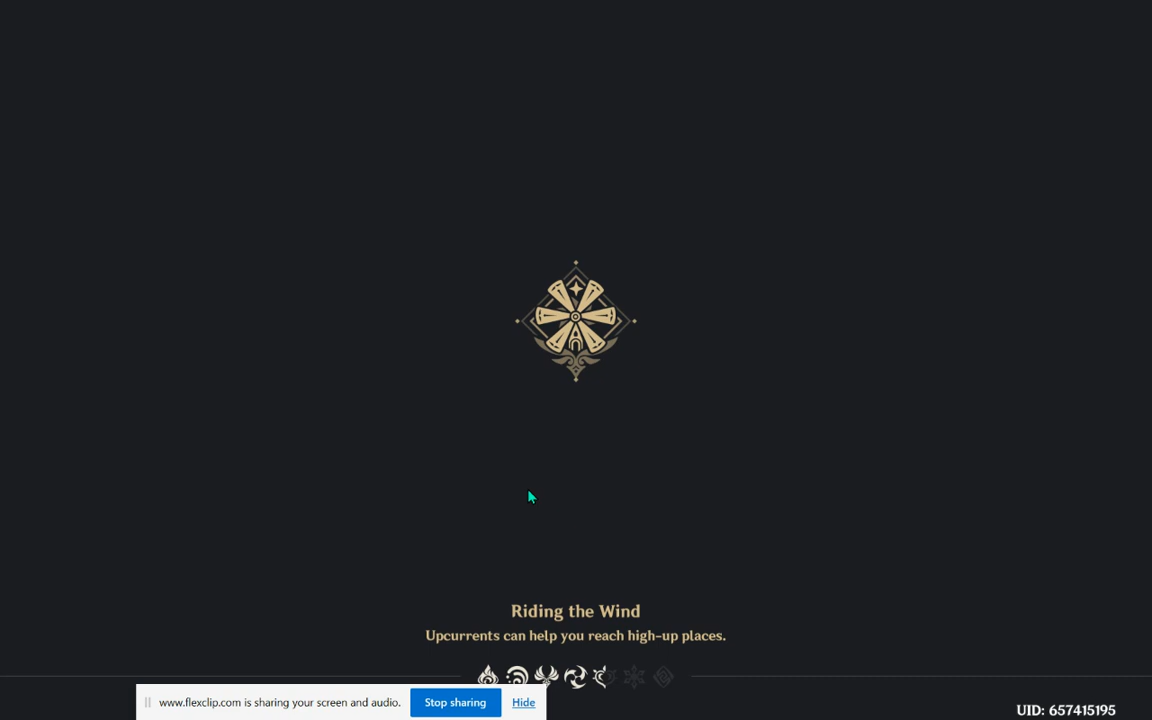 Riding the Wind
Upcurrents can help you reach high-up places.
www.flexclip.com is sharing your screen and audio.
Stop sharing
Hide
UID: 657415195